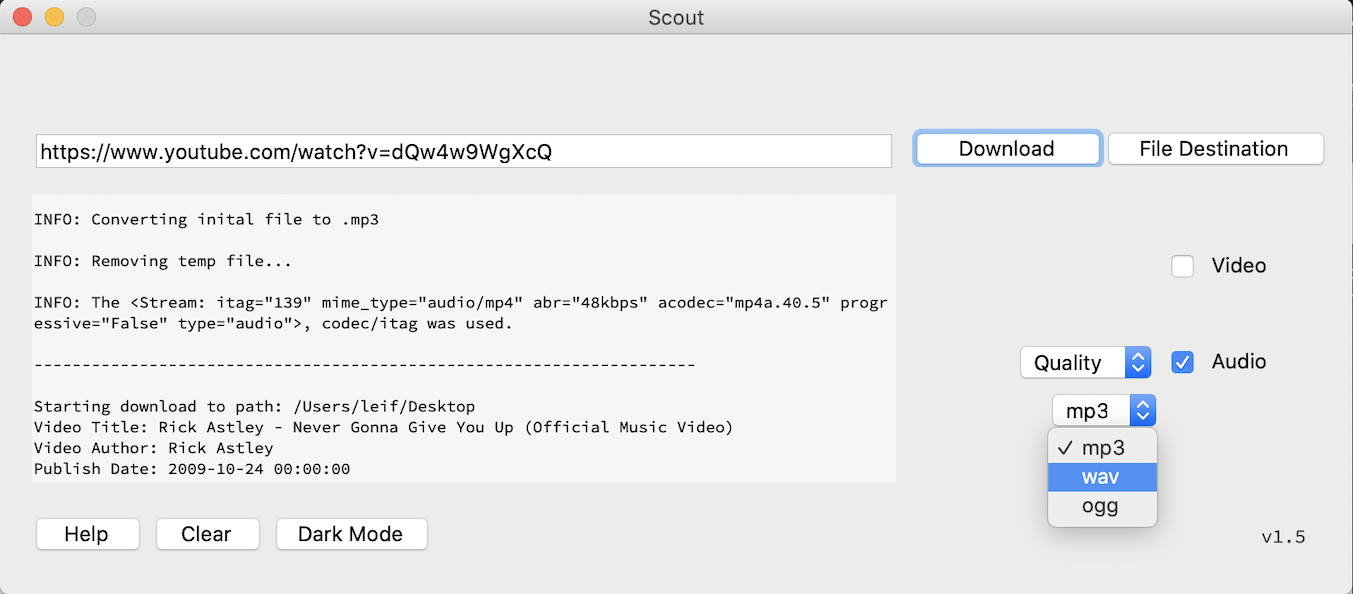 Scout
https://www.youtube.com/watch?v=dQw4w9WgXcQ
Download
File Destination
INFO: Converting inital file to .mp3
INFO: Removing temp file...
INFO: The <Stream: itag="139" mime_type="audio/mp4" abr="48kbps" acodec="mp4a.40.5" progr
essive="False" type="audio">, codec/itag was used.
---------------------------------------------------------------------
Starting download to path: /Users/leif/Desktop
Video Title: Rick Astley - Never Gonna Give You Up (Official Music Video)
Video Author: Rick Astley
Publish Date: 2009-10-24 00:00:00
Video
Quality
Audio
mp3
✓ mp3
wav
ogg
Help
Clear
Dark Mode
v1.5